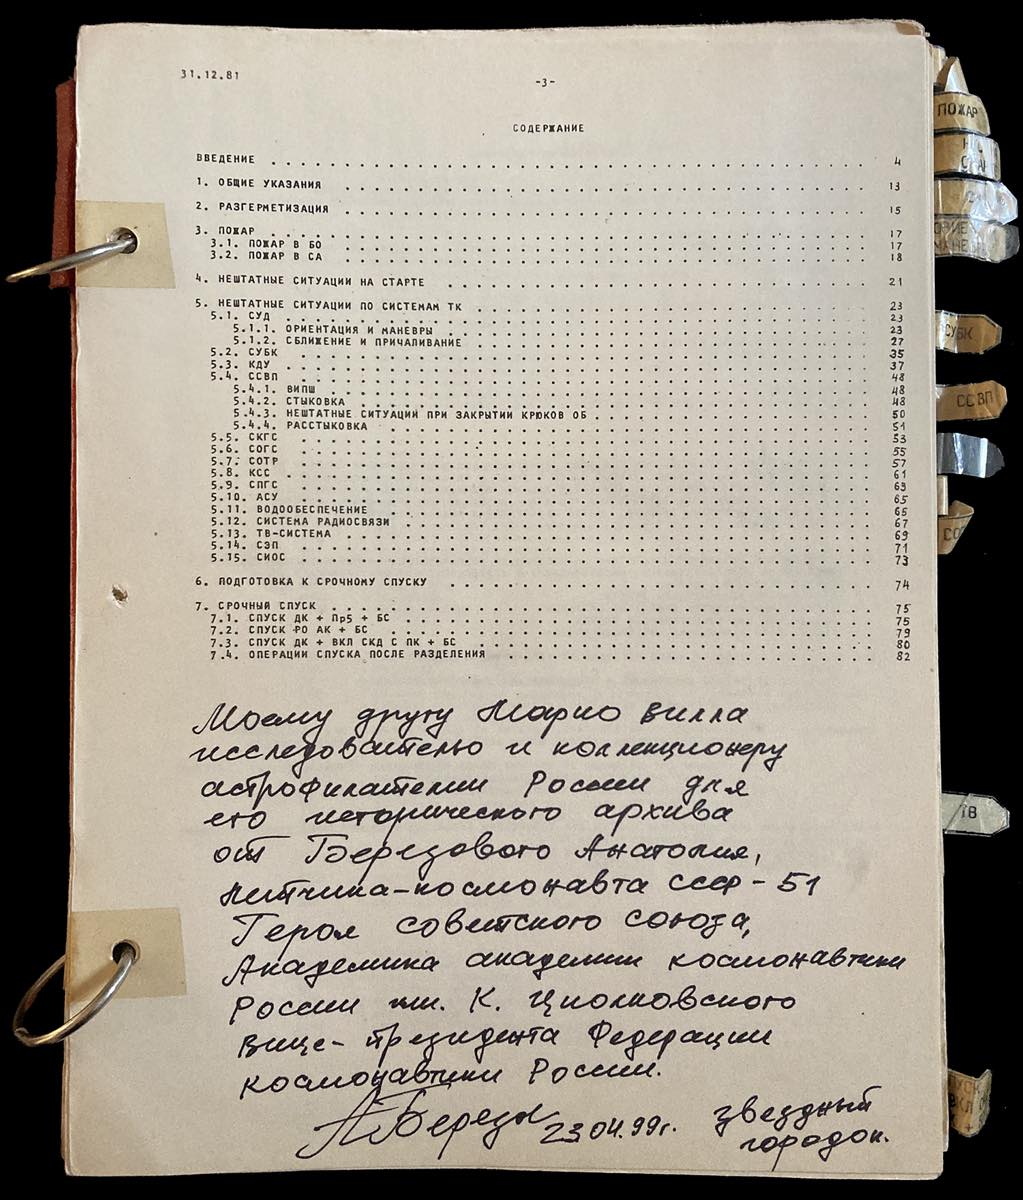 31.12.81
-3-
СОДЕРЖАНИЕ
ВВЕДЕНИЕ . . . . . . . . . . . . . . . . . . . . 4
1. ОБЩИЕ УКАЗАНИЯ . . . . . . . . . . . . . . . . . . . . 13
2. РАЗГЕРМЕТИЗАЦИЯ . . . . . . . . . . . . . . . . . . . . 15
3. ПОЖАР . . . . . . . . . . . . . . . . . . . . 17
3.1. ПОЖАР В БО . . . . . . . . . . . . . . . . . . . . 17
3.2. ПОЖАР В СА . . . . . . . . . . . . . . . . . . . . 18
4. НЕШТАТНЫЕ СИТУАЦИИ НА СТАРТЕ . . . . . . . . . . . . . . . . . . . . 21
5. НЕШТАТНЫЕ СИТУАЦИИ ПО СИСТЕМАМ ТК . . . . . . . . . . . . . . . . . . . . 23
5.1. СУД . . . . . . . . . . . . . . . . . . . . 23
5.1.1. ОРИЕНТАЦИЯ И МАНЕВРЫ . . . . . . . . . . . . . . . . . . . . 23
5.1.2. СБЛИЖЕНИЕ И ПРИЧАЛИВАНИЕ . . . . . . . . . . . . . . . . . . . . 27
5.2. СУБК . . . . . . . . . . . . . . . . . . . . 35
5.3. КДУ . . . . . . . . . . . . . . . . . . . . 37
5.4. ССВП . . . . . . . . . . . . . . . . . . . . 48
5.4.1. ВИПШ . . . . . . . . . . . . . . . . . . . . 48
5.4.2. СТЫКОВКА . . . . . . . . . . . . . . . . . . . . 48
5.4.3. НЕШТАТНЫЕ СИТУАЦИИ ПРИ ЗАКРЫТИИ КРЮКОВ ОБ . . . . . . . . . . . . . . . 50
5.4.4. РАССТЫКОВКА . . . . . . . . . . . . . . . . . . . . 51
5.5. СКГС . . . . . . . . . . . . . . . . . . . . 53
5.6. СОГС . . . . . . . . . . . . . . . . . . . . 55
5.7. СОТР . . . . . . . . . . . . . . . . . . . . 57
5.8. КСС . . . . . . . . . . . . . . . . . . . . 61
5.9. СПГС . . . . . . . . . . . . . . . . . . . . 63
5.10. АСУ . . . . . . . . . . . . . . . . . . . . 65
5.11. ВОДООБЕСПЕЧЕНИЕ . . . . . . . . . . . . . . . . . . . . 65
5.12. СИСТЕМА РАДИОСВЯЗИ . . . . . . . . . . . . . . . . . . . . 67
5.13. ТВ-СИСТЕМА . . . . . . . . . . . . . . . . . . . . 69
5.14. СЭП . . . . . . . . . . . . . . . . . . . . 71
5.15. СИОС . . . . . . . . . . . . . . . . . . . . 73
6. ПОДГОТОВКА К СРОЧНОМУ СПУСКУ . . . . . . . . . . . . . . . . . . . . 74
7. СРОЧНЫЙ СПУСК . . . . . . . . . . . . . . . . . . . . 75
7.1. СПУСК ДК + Пр5 + БС . . . . . . . . . . . . . . . . . . . . 75
7.2. СПУСК РО АК + БС . . . . . . . . . . . . . . . . . . . . 79
7.3. СПУСК ДК + ВКЛ СКД С ПК + БС . . . . . . . . . . . . . . . . . . . . 80
7.4. ОПЕРАЦИИ СПУСКА ПОСЛЕ РАЗДЕЛЕНИЯ . . . . . . . . . . . . . . . . . . . . 82
Моему другу Марио Вилла
исследователю и коллекционеру
астрофилателии России для
его исторического архива
от Березового Анатолия,
летчика-космонавта СССР - 51
Героя Советского Союза,
Академика академии космонавтики
России им. К. Циолковского
Вице-президента Федерации
космонавтики России.
23.04.99г. Звездный
городок.
ПОЖАР
СУБК
ССВП
ТВ
СПУСК
ВКЛ